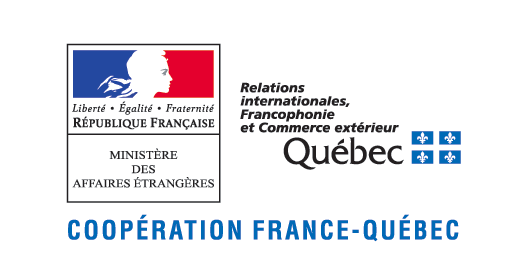 Liberté • Égalité • Fraternité
RÉPUBLIQUE FRANÇAISE
MINISTÈRE
DES
AFFAIRES ÉTRANGÈRES
Relations
internationales,
Francophonie
et Commerce extérieur
Québec
COOPÉRATION FRANCE-QUÉBEC